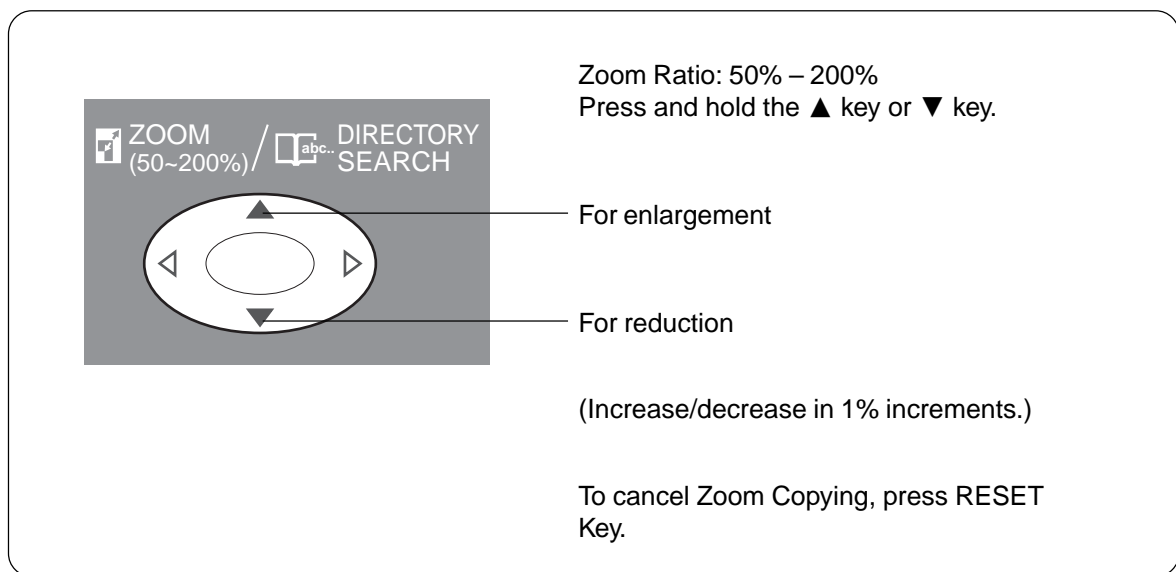 Zoom Ratio: 50% – 200%
Press and hold the ▲ key or ▼ key.
ZOOM
(50~200%)/
abc..
DIRECTORY
SEARCH
For enlargement
For reduction
(Increase/decrease in 1% increments.)
To cancel Zoom Copying, press RESET
Key.